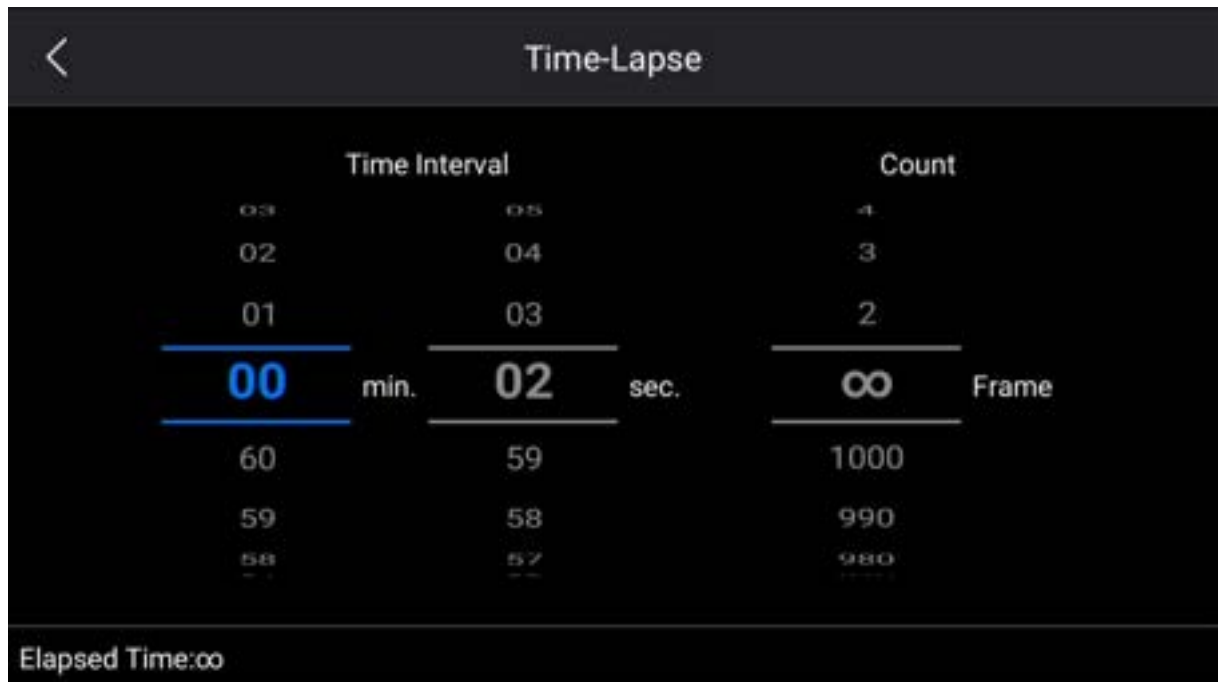 Time-Lapse
Time Interval Count
03 05 4
02 04 3
01 03 2
00 min. 02 sec. ∞ Frame
60 59 1000
59 58 990
58 57 980
Elapsed Time:∞